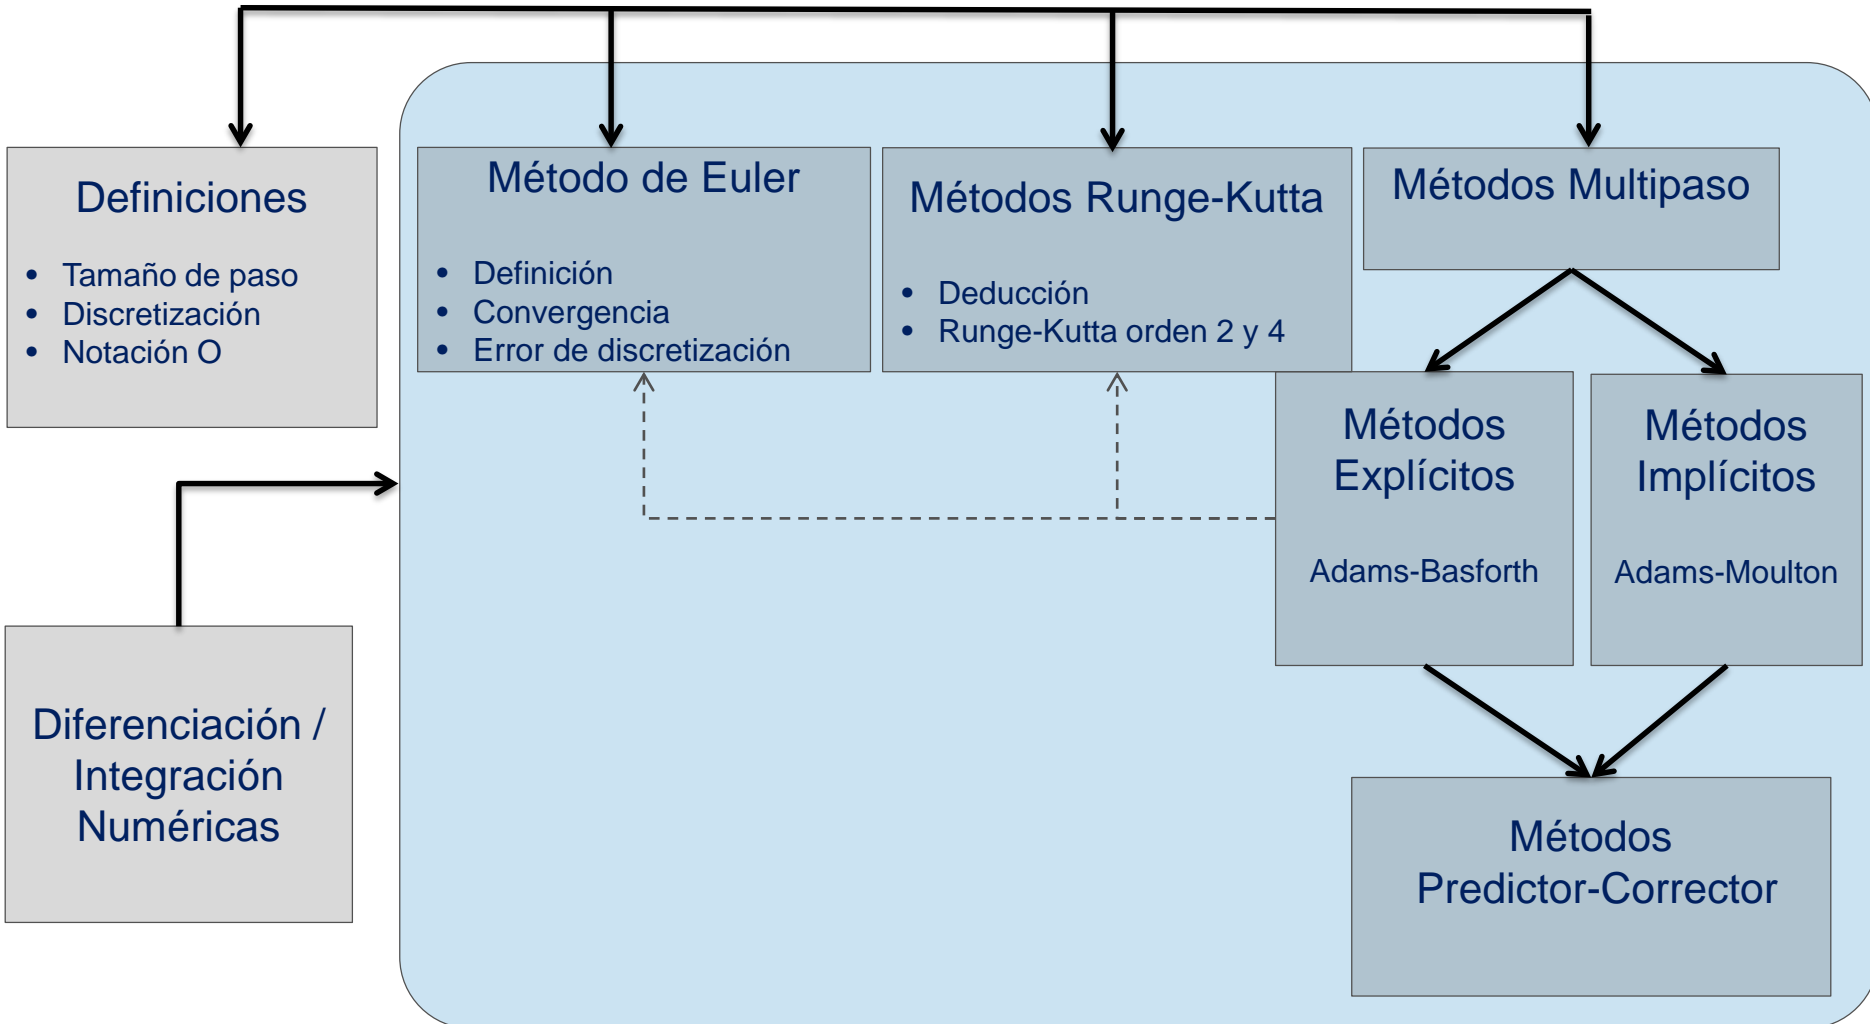 Definiciones
• Tamaño de paso
• Discretización
• Notación O
Método de Euler
• Definición
• Convergencia
• Error de discretización
Métodos Runge-Kutta
• Deducción
• Runge-Kutta orden 2 y 4
Métodos Multipaso
Métodos
Explícitos
Adams-Basforth
Métodos
Implícitos
Adams-Moulton
Diferenciación /
Integración
Numéricas
Métodos
Predictor-Corrector